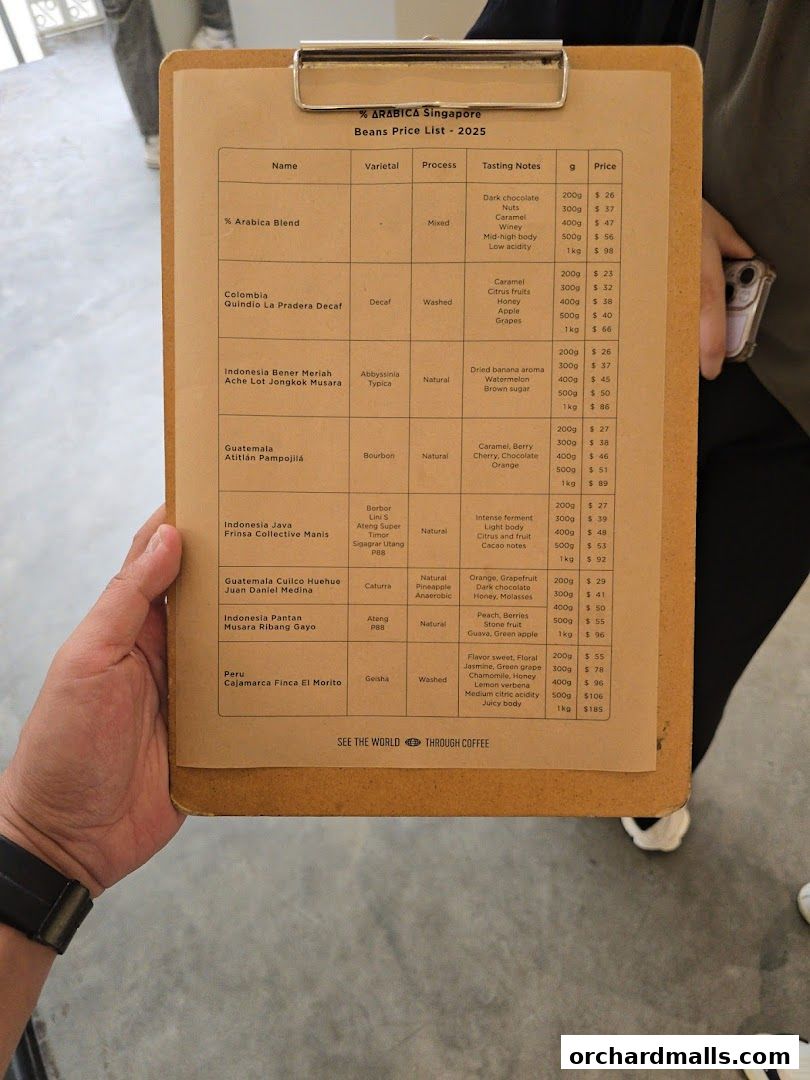 % ARABICA Singapore
Beans Price List - 2025
Name Varietal Process Tasting Notes g Price
% Arabica Blend
-
Mixed
Dark chocolate
Nuts
Caramel
Winey
Mid-high body
Low acidity
200g $ 26
300g $ 37
400g $ 47
500g $ 56
1kg $ 98
Colombia
Quindio La Pradera Decaf
Decaf
Washed
Caramel
Citrus fruits
Honey
Apple
Grapes
200g $ 23
300g $ 32
400g $ 38
500g $ 40
1kg $ 66
Indonesia Bener Meriah
Ache Lot Jongkok Musara
Abbyssinia
Typica
Natural
Dried banana aroma
Watermelon
Brown sugar
200g $ 26
300g $ 37
400g $ 45
500g $ 50
1kg $ 86
Guatemala
Atitlán Pampojilá
Bourbon
Natural
Caramel, Berry
Cherry, Chocolate
Orange
200g $ 27
300g $ 38
400g $ 46
500g $ 51
1kg $ 89
Indonesia Java
Frinsa Collective Manis
Borbor
Lini S
Ateng Super
Timor
Sigagrar Utang
P88
Natural
Intense ferment
Light body
Citrus and fruit
Cacao notes
200g $ 27
300g $ 39
400g $ 48
500g $ 53
1kg $ 92
Guatemala Cuilco Huehue
Juan Daniel Medina
Caturra
Natural
Pineapple
Anaerobic
Orange, Grapefruit
Dark chocolate
Honey, Molasses
Indonesia Pantan
Musara Ribang Gayo
Ateng
P88
Natural
Peach, Berries
Stone fruit
Guava, Green apple
200g $ 29
300g $ 41
400g $ 50
500g $ 55
1kg $ 96
Peru
Cajamarca Finca El Morito
Geisha
Washed
Flavor sweet, Floral
Jasmine, Green grape
Chamomile, Honey
Lemon verbena
Medium citric acidity
Juicy body
200g $ 55
300g $ 78
400g $ 96
500g $106
1kg $185
SEE THE WORLD THROUGH COFFEE
orchardmalls.com